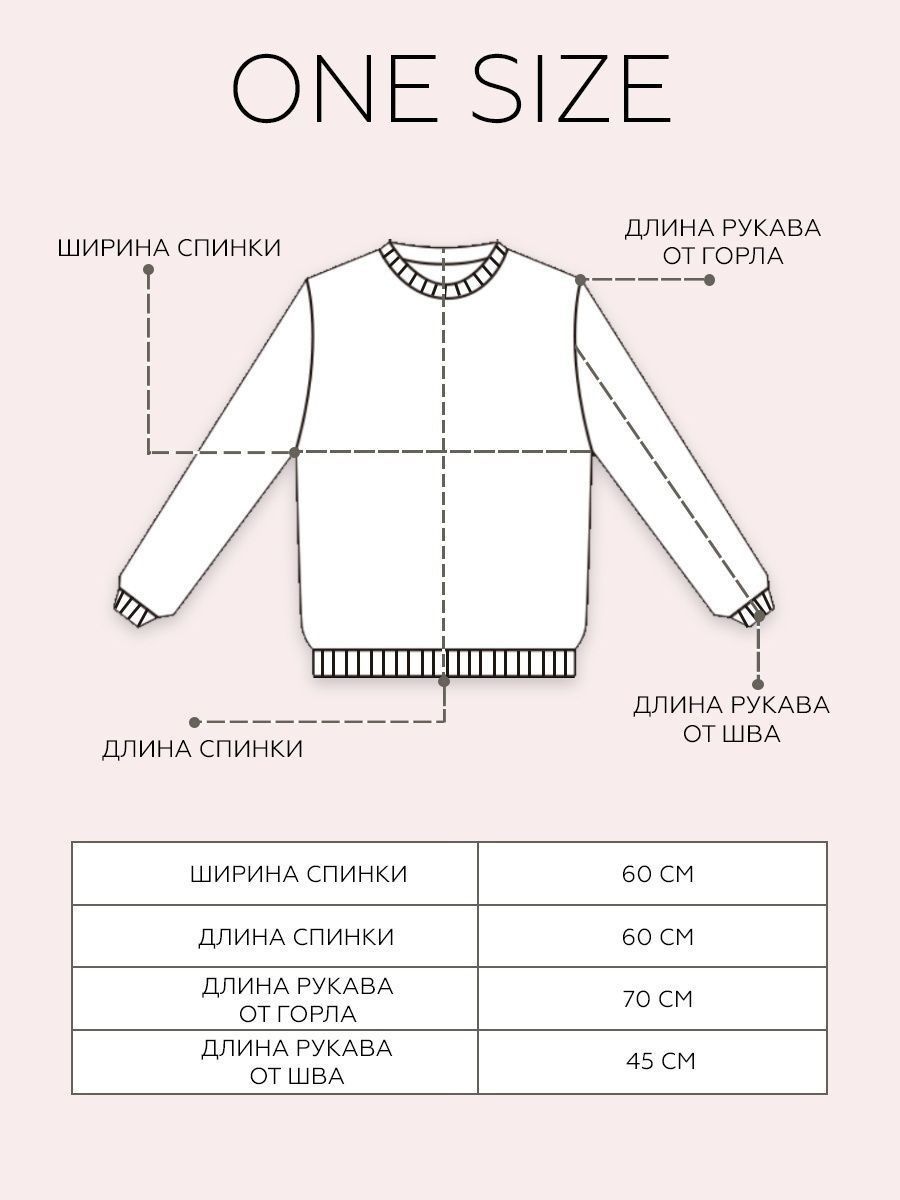 ONE SIZE
ШИРИНА СПИНКИ
ДЛИНА РУКАВА
ОТ ГОРЛА
ДЛИНА РУКАВА
ОТ ШВА
ДЛИНА СПИНКИ
ШИРИНА СПИНКИ 60 СМ
ДЛИНА СПИНКИ 60 СМ
ДЛИНА РУКАВА
ОТ ГОРЛА 70 СМ
ДЛИНА РУКАВА
ОТ ШВА 45 СМ